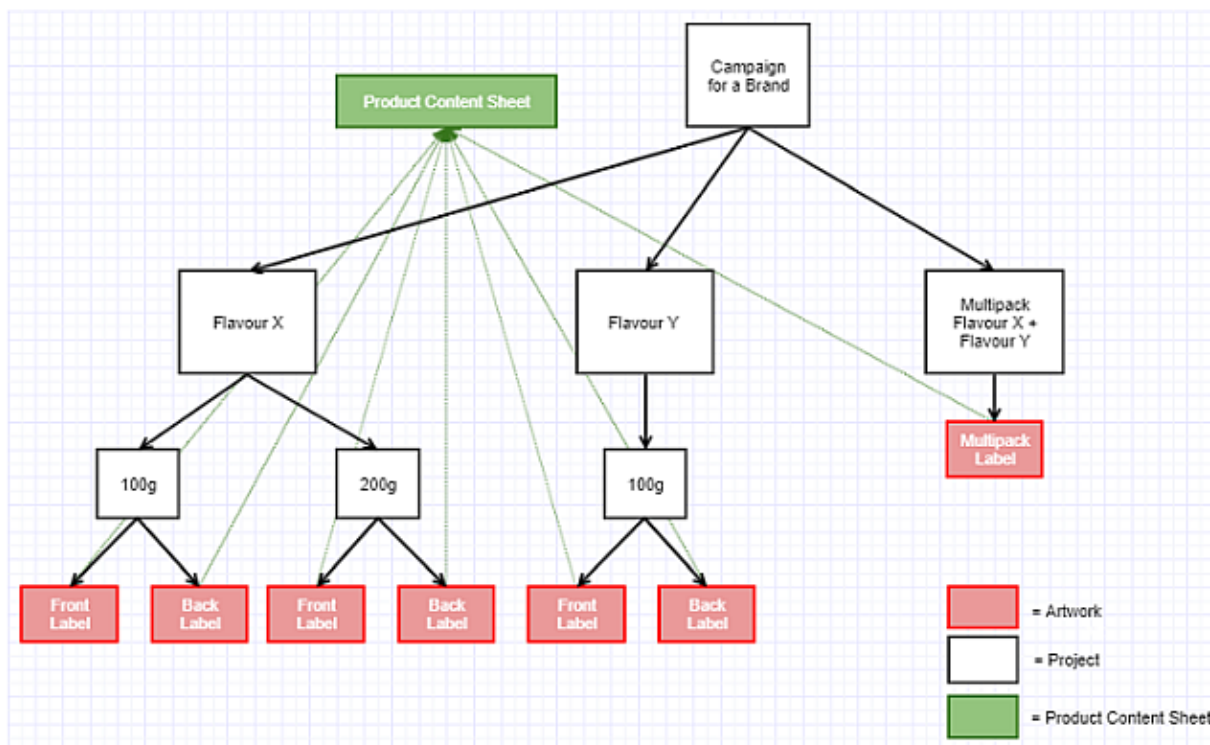 Campaign
for a Brand
Product Content Sheet
Flavour X
Flavour Y
Multipack
Flavour X +
Flavour Y
100g
200g
100g
Multipack
Label
Front
Label
Back
Label
Front
Label
Back
Label
Front
Label
Back
Label
= Artwork
= Project
= Product Content Sheet